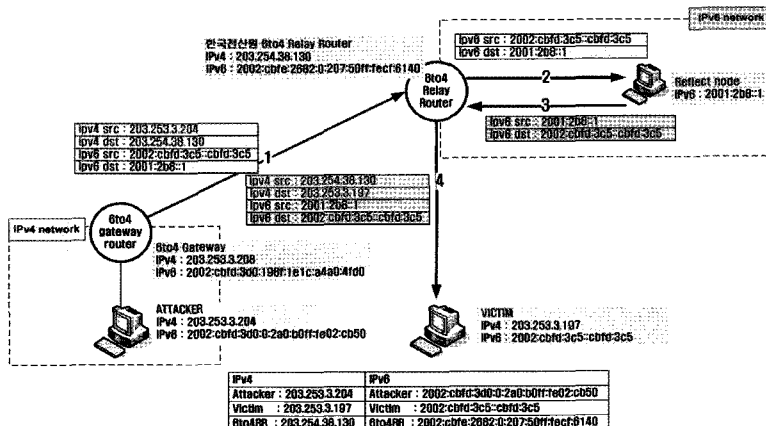 IPv6 network
한국전산원 6to4 Relay Router
IPv4 : 203.254.38.130
IPv6 : 2002:cbfe:2682:0:207:50ff:fecf:6140
ipv6 src : 2002:cbfd:3c5::cbfd:3c5
ipv6 dst : 2001:2b8::1
6to4
Relay
Router
2
3
Reflect node
IPv6 : 2001:2b8::1
ipv6 src : 2001:2b8::1
ipv6 dst : 2002:cbfd:3c5::cbfd:3c5
ipv4 src : 203.253.3.204
ipv4 dst : 203.254.38.130
ipv6 src : 2002:cbfd:3c5::cbfd:3c5
ipv6 dst : 2001:2b8::1
1
ipv4 src : 203.254.38.130
ipv4 dst : 203.253.3.197
ipv6 src : 2001:2b8::1
ipv6 dst : 2002:cbfd:3c5::cbfd:3c5
4
IPv4 network
6to4
gateway
router
6to4 Gateway
IPv4 : 203.253.3.208
IPv6 : 2002:cbfd:3d0:198f:1e1c:a4a0:4fd0
ATTACKER
IPv4 : 203.253.3.204
IPv6 : 2002:cbfd:3d0:0:2a0:b0ff:fe02:cb50
VICTIM
IPv4 : 203.253.3.197
IPv6 : 2002:cbfd:3c5::cbfd:3c5
IPv4 IPv6
Attacker : 203.253.3.204 Attacker : 2002:cbfd:3d0:0:2a0:b0ff:fe02:cb50
Victim : 203.253.3.197 Victim : 2002:cbfd:3c5::cbfd:3c5
6to4RR : 203.254.38.130 6to4RR : 2002:cbfe:2682:0:207:50ff:fecf:6140